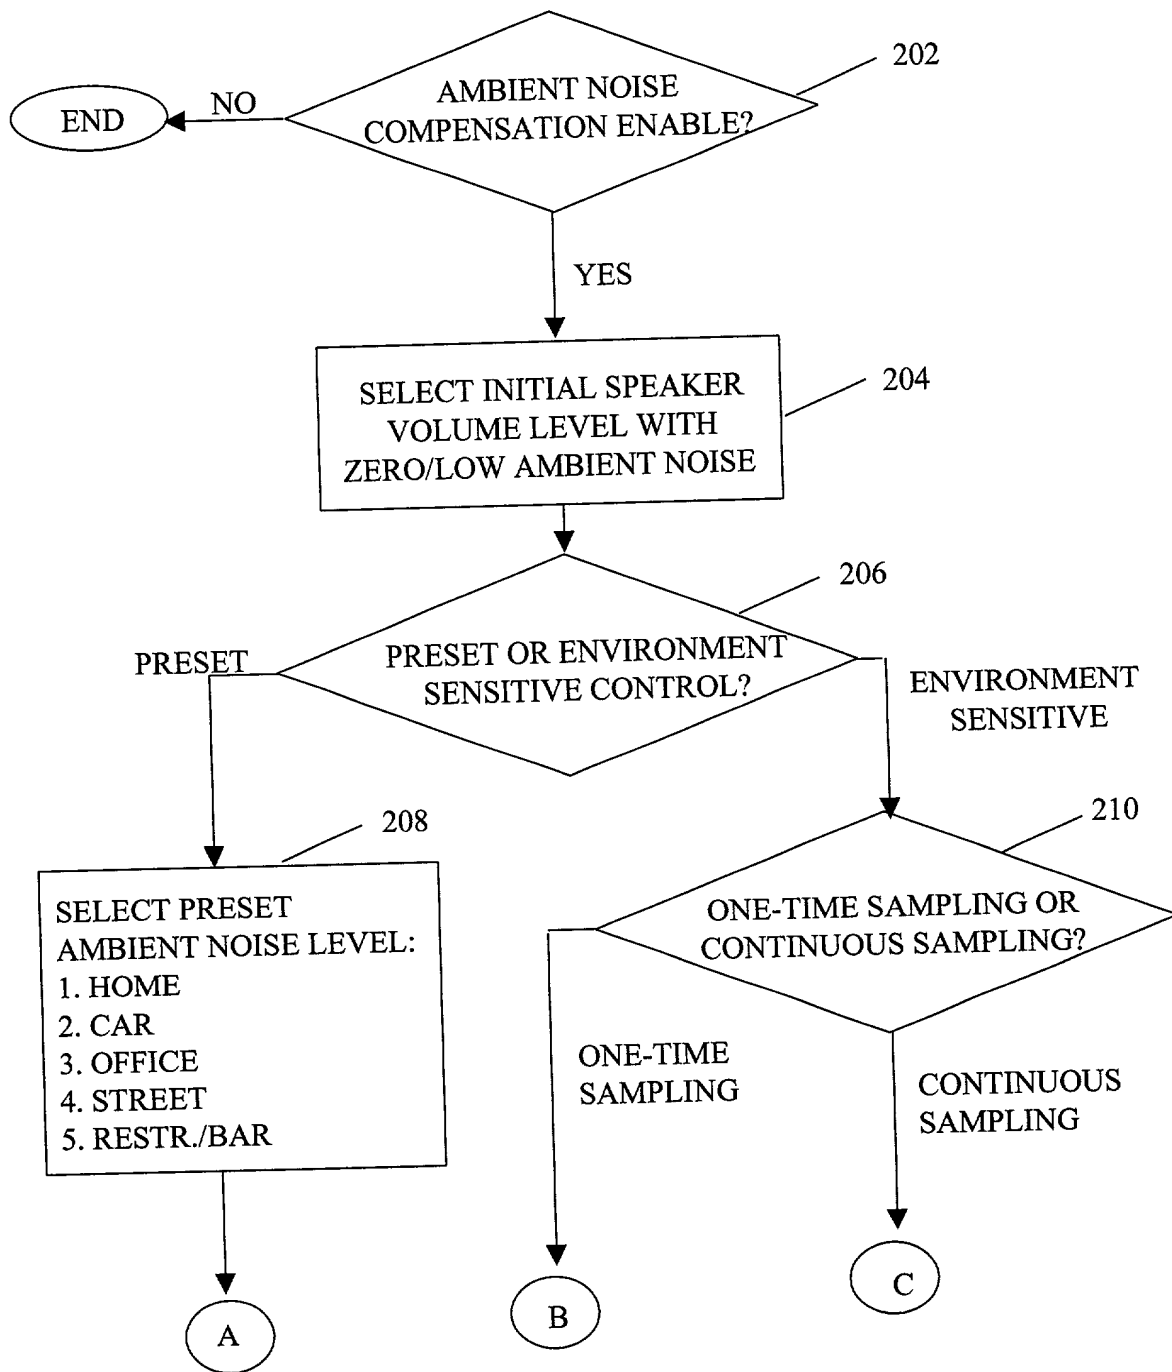 202
AMBIENT NOISE
COMPENSATION ENABLE?
NO
END
YES
204
SELECT INITIAL SPEAKER
VOLUME LEVEL WITH
ZERO/LOW AMBIENT NOISE
206
PRESET
PRESET OR ENVIRONMENT
SENSITIVE CONTROL?
ENVIRONMENT
SENSITIVE
208
210
SELECT PRESET
AMBIENT NOISE LEVEL:
1. HOME
2. CAR
3. OFFICE
4. STREET
5. RESTR./BAR
ONE-TIME SAMPLING OR
CONTINUOUS SAMPLING?
ONE-TIME
SAMPLING
CONTINUOUS
SAMPLING
A
B
C